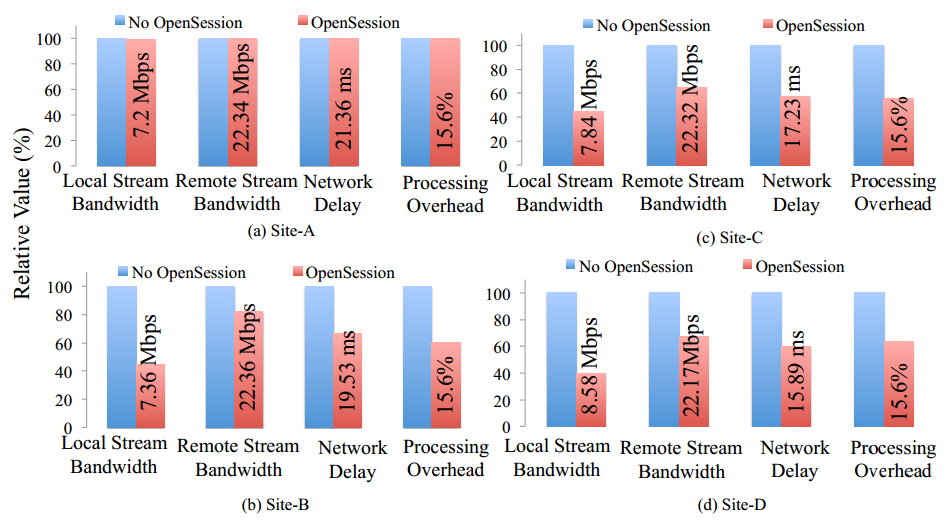 Relative Value (%)
No OpenSession
OpenSession
100
80
60
40
20
0
7.2 Mbps
22.34 Mbps
21.36 ms
15.6%
Local Stream
Bandwidth
Remote Stream
Bandwidth
Network
Delay
Processing
Overhead
(a) Site-A
No OpenSession
OpenSession
100
80
60
40
20
0
7.84 Mbps
22.32 Mbps
17.23 ms
15.6%
Local Stream
Bandwidth
Remote Stream
Bandwidth
Network
Delay
Processing
Overhead
(c) Site-C
No OpenSession
OpenSession
100
80
60
40
20
0
7.36 Mbps
22.36 Mbps
19.53 ms
15.6%
Local Stream
Bandwidth
Remote Stream
Bandwidth
Network
Delay
Processing
Overhead
(b) Site-B
No OpenSession
OpenSession
100
80
60
40
20
0
8.58 Mbps
22.17Mbps
15.89 ms
15.6%
Local Stream
Bandwidth
Remote Stream
Bandwidth
Network
Delay
Processing
Overhead
(d) Site-D